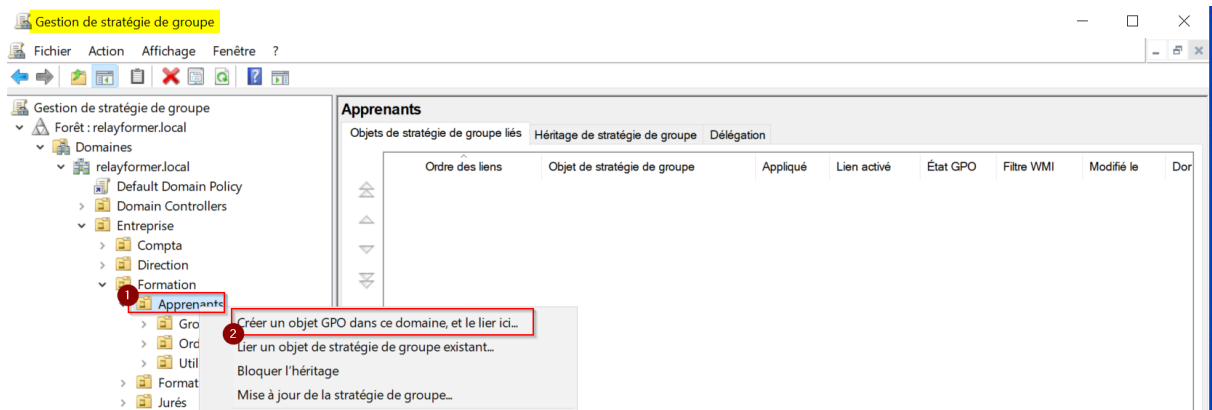 Gestion de stratégie de groupe
Fichier Action Affichage Fenêtre ?
Gestion de stratégie de groupe
Forêt : relayformer.local
Domaines
relayformer.local
Default Domain Policy
Domain Controllers
Entreprise
Compta
Direction
Formation
1 Apprenants
Gro
Ord
Util
Format
Jurés
Apprenants
Objets de stratégie de groupe liés Héritage de stratégie de groupe Délégation
Ordre des liens Objet de stratégie de groupe Appliqué Lien activé État GPO Filtre WMI Modifié le Dor
Créer un objet GPO dans ce domaine, et le lier ici...
2
Lier un objet de stratégie de groupe existant...
Bloquer l'héritage
Mise à jour de la stratégie de groupe...